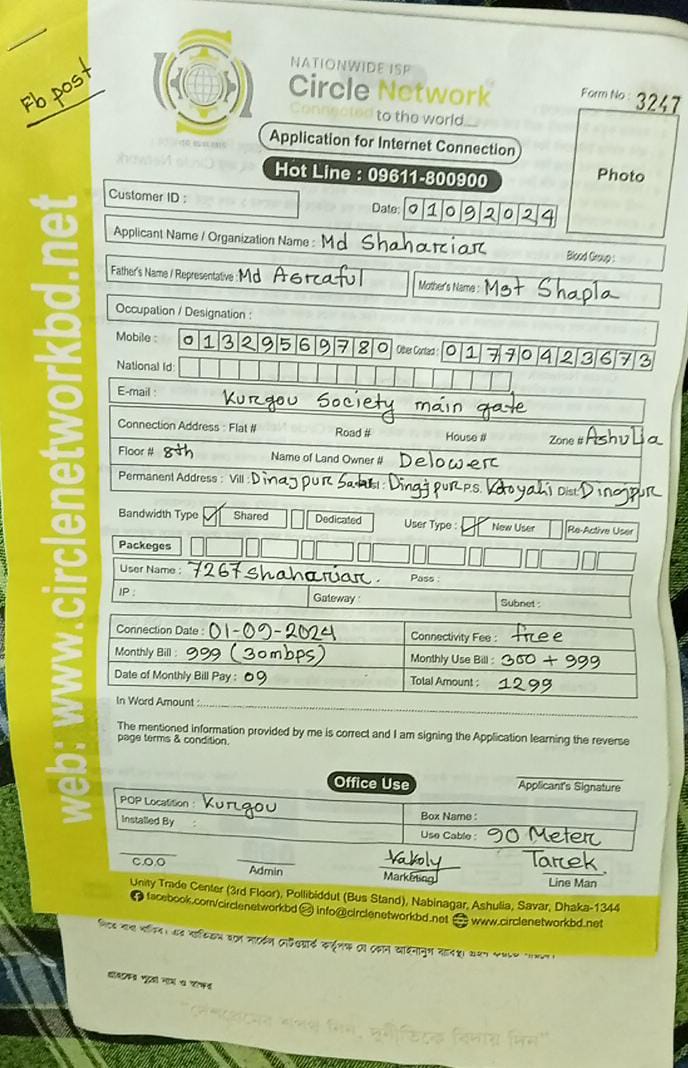 Fb post
NATIONWIDE ISP
Circle Network
Connected to the world....
Form No : 3247
Application for Internet Connection
Photo
Hot Line : 09611-800900
Customer ID :
Date: 01092024
Applicant Name / Organization Name : Md Shahariar Blood Group :
Father's Name / Representative : Md Asraful Mother's Name : Mst Shapla
Occupation / Designation :
Mobile : 01329569780 Other Contact : 01770423673
National Id:
E-mail : Kurgou Society main gate
Connection Address : Flat # Road # House # Zone # Ashulia
Floor # 8th Name of Land Owner # Delower
Permanent Address : Vill : Dinajpur : Dingjpur P.S. Dist: Dinajpur
Bandwidth Type Shared Dedicated User Type : New User Re-Active User
Packeges
User Name : 7267shahariar. Pass :
IP : Gateway : Subnet :
Connection Date : 01-09-2024 Connectivity Fee : free
Monthly Bill : 999 (30mbps) Monthly Use Bill : 300 + 999
Date of Monthly Bill Pay : 09 Total Amount : 1299
In Word Amount :
The mentioned information provided by me is correct and I am signing the Application learning the reverse
page terms & condition.
Office Use
Applicant's Signature
POP Locatition : Kurgou Box Name :
Installed By : Use Cable : 90 Meter
Kakoly Tarek
C.O.O Admin Marketing Line Man
Unity Trade Center (3rd Floor), Pollibiddut (Bus Stand), Nabinagar, Ashulia, Savar, Dhaka-1344
facebook.com/circlenetworkbd info@circlenetworkbd.net www.circlenetworkbd.net
web: www.circlenetworkbd.net
গ্রাহকের পুরো নাম ও স্বাক্ষর
"দেশপ্রেমের শপথ নিন, দুর্নীতিকে বিদায় দিন"